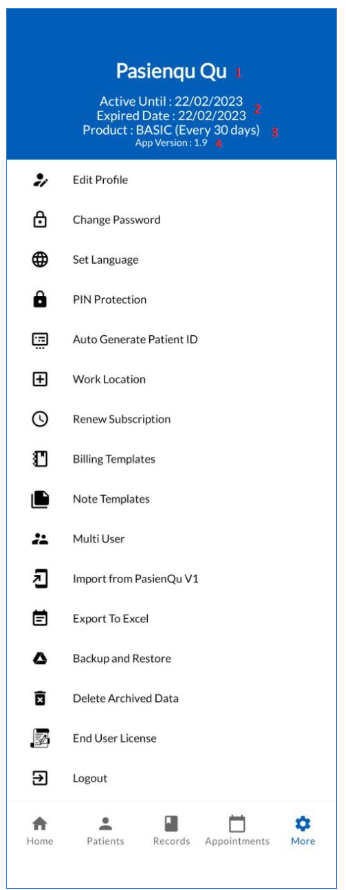 Pasienqu Qu 1
Active Until : 22/02/2023
Expired Date : 22/02/2023 2
Product : BASIC (Every 30 days) 3
App Version : 1.9 4
Edit Profile
Change Password
Set Language
PIN Protection
Auto Generate Patient ID
Work Location
Renew Subscription
Billing Templates
Note Templates
Multi User
Import from PasienQu V1
Export To Excel
Backup and Restore
Delete Archived Data
End User License
Logout
Home Patients Records Appointments More